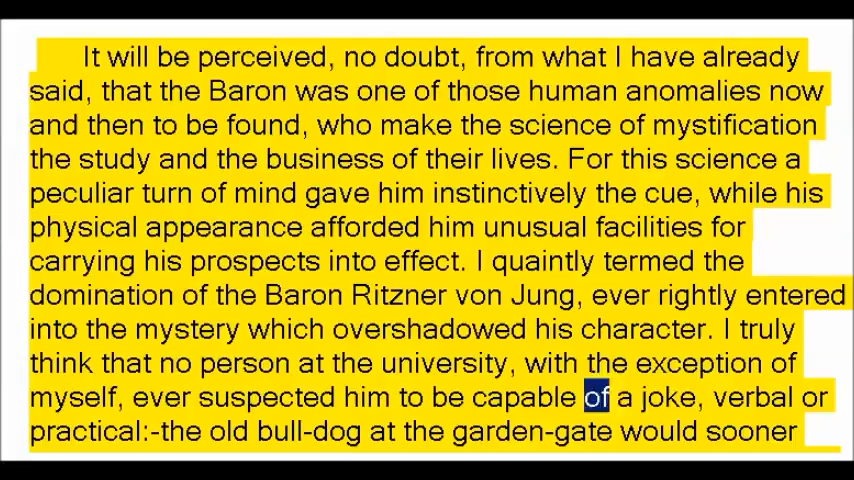 It will be perceived, no doubt, from what I have already
said, that the Baron was one of those human anomalies now
and then to be found, who make the science of mystification
the study and the business of their lives. For this science a
peculiar turn of mind gave him instinctively the cue, while his
physical appearance afforded him unusual facilities for
carrying his prospects into effect. I quaintly termed the
domination of the Baron Ritzner von Jung, ever rightly entered
into the mystery which overshadowed his character. I truly
think that no person at the university, with the exception of
myself, ever suspected him to be capable of a joke, verbal or
practical:-the old bull-dog at the garden-gate would sooner